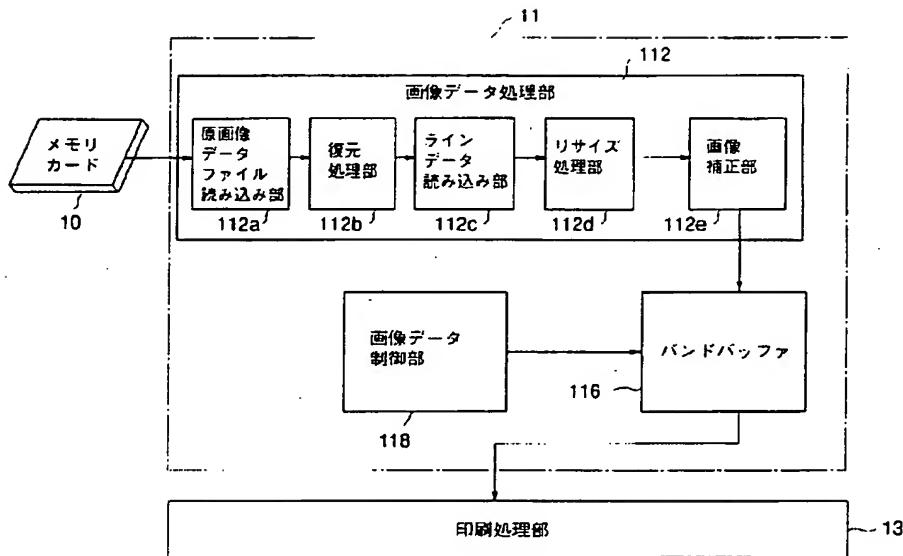 11
112
画像データ処理部
メモリ
カード
10
原画像
データ
ファイル
読み込み部
112a
復元
処理部
112b
ライン
データ
読み込み部
112c
リサイズ
処理部
112d
画像
補正部
112e
画像データ
制御部
118
バンドバッファ
116
印刷処理部
13